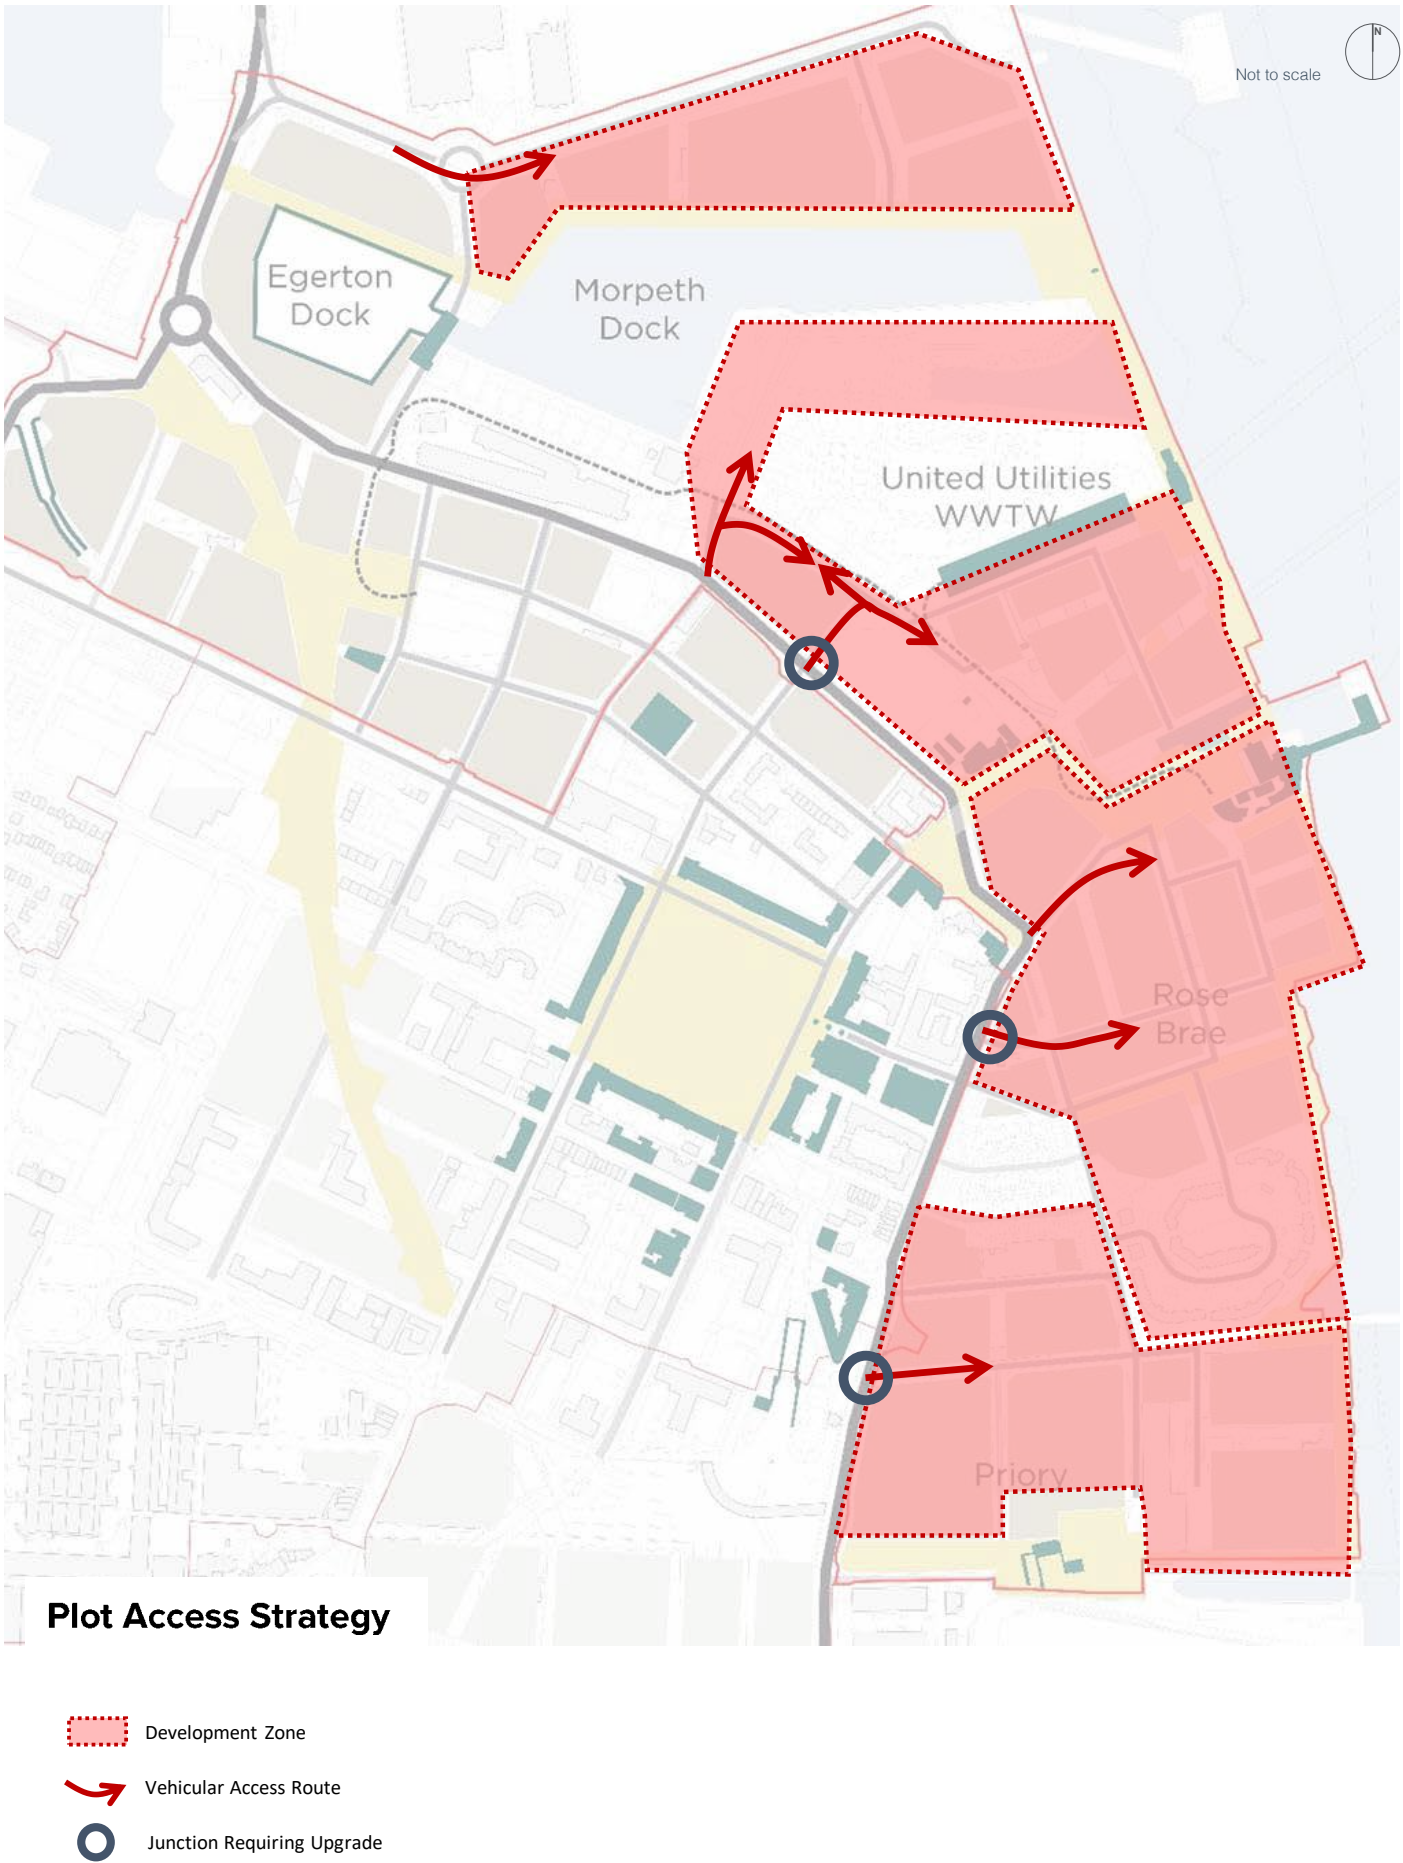 N
Not to scale
Egerton
Dock
Morpeth
Dock
United Utilities
WWTW
Rose
Brae
Priory
Plot Access Strategy
Development Zone
Vehicular Access Route
Junction Requiring Upgrade